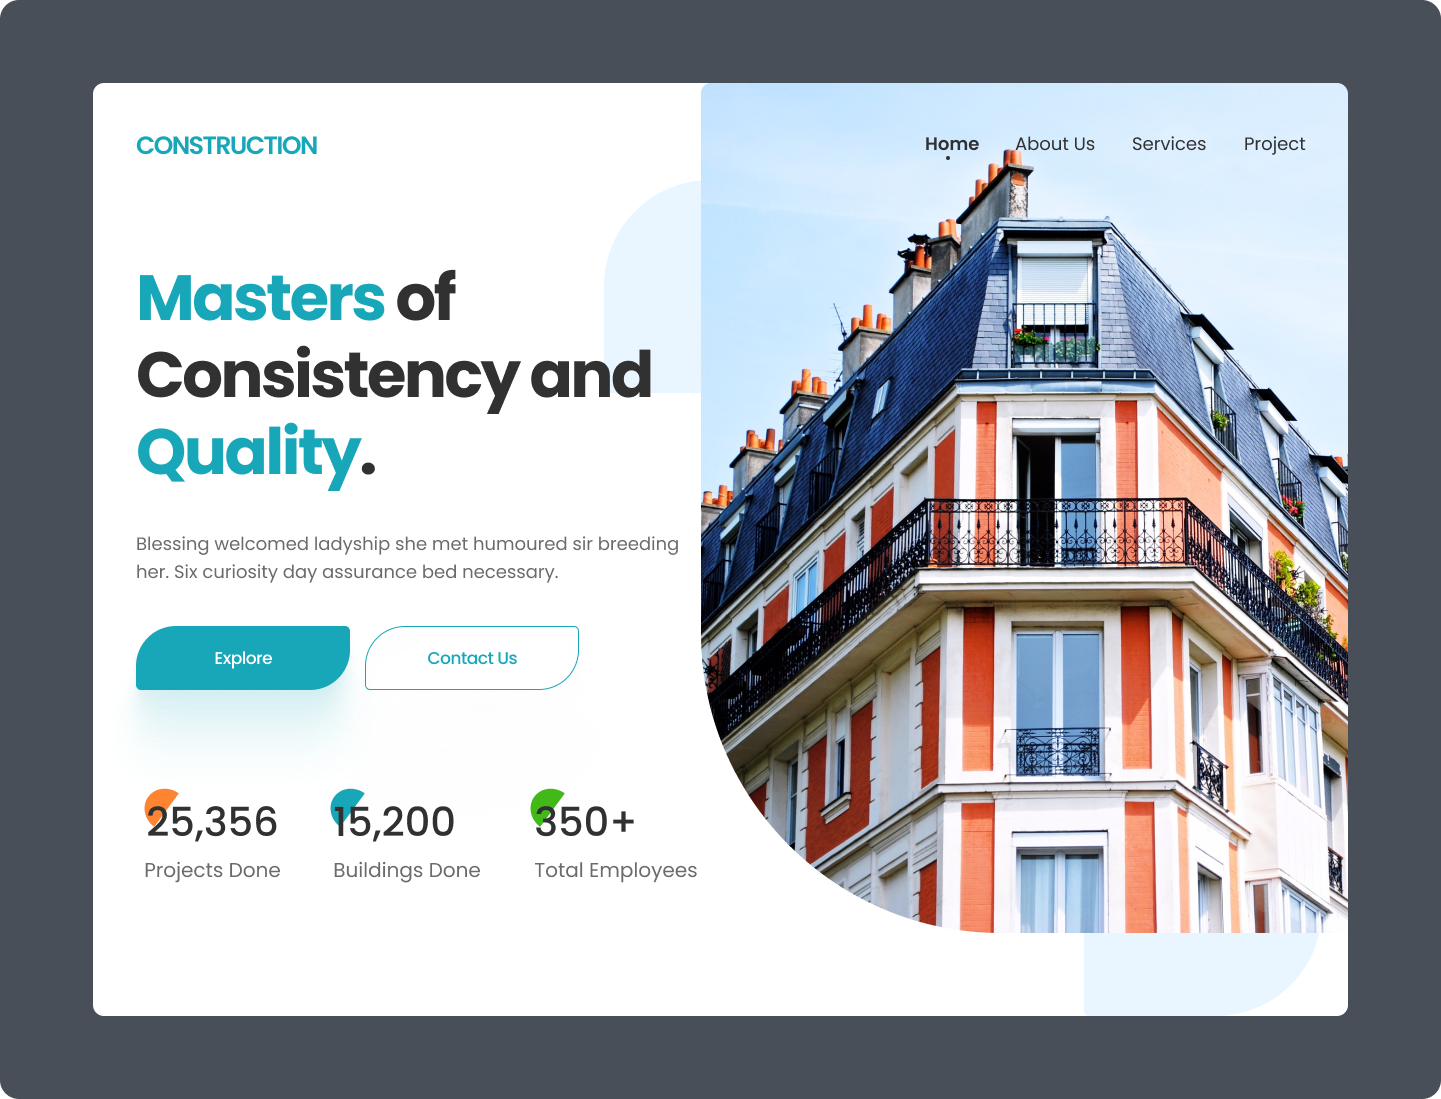 CONSTRUCTION
Home About Us Services Project
Masters of
Consistency and
Quality.
Blessing welcomed ladyship she met humoured sir breeding
her. Six curiosity day assurance bed necessary.
Explore Contact Us
25,356 15,200 350+
Projects Done Buildings Done Total Employees